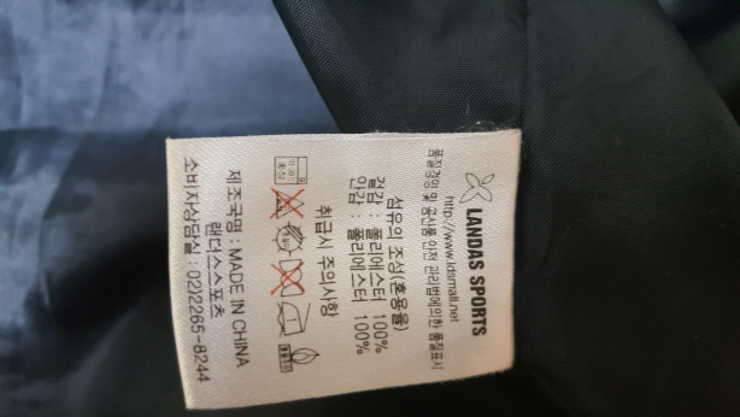 LANDAS SPORTS
http://www.ldsmall.net
품질경영 및 공산품 안전 관리법에의한 품질표시
섬유의 조성(혼용율)
겉감 : 폴리에스터 100%
안감 : 폴리에스터 100%
취급시 주의사항
제조국명 : MADE IN CHINA
랜더스스포츠
소비자상담실 : 02)2265-8244